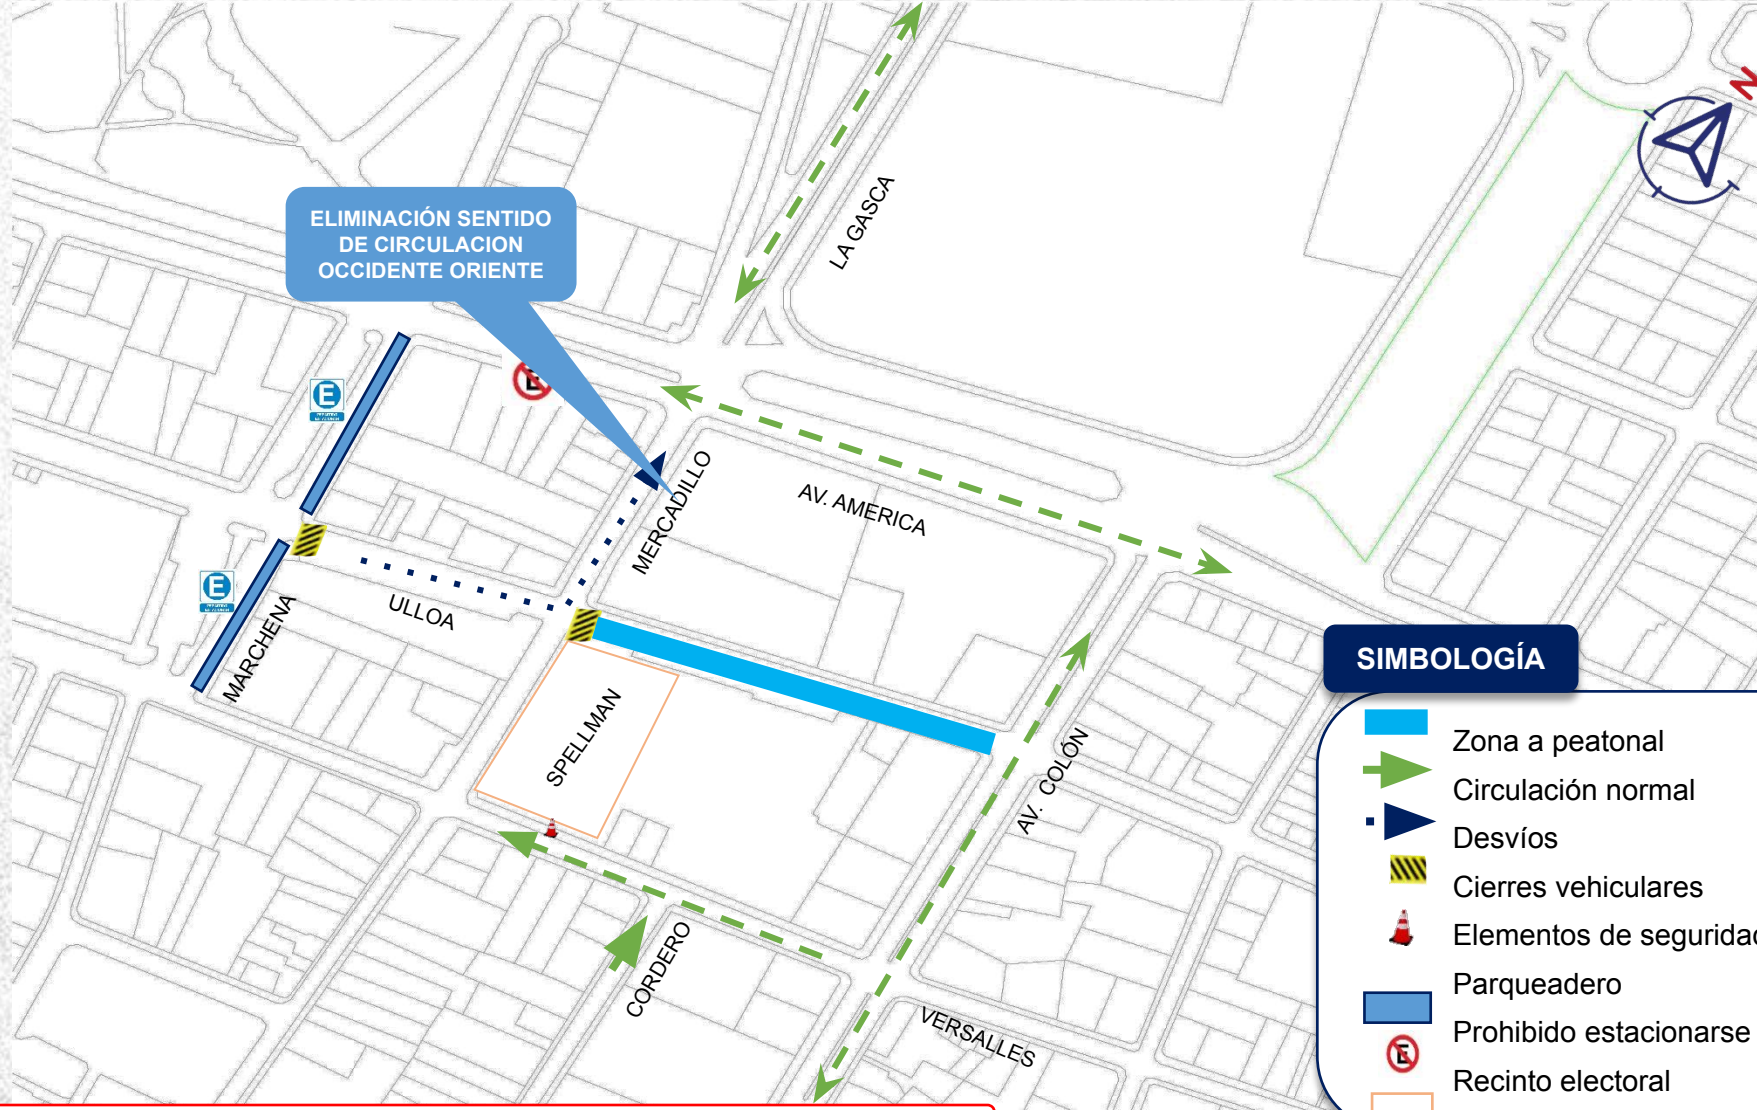 N
LA GASCA
ELIMINACIÓN SENTIDO
DE CIRCULACION
OCCIDENTE ORIENTE
E
E
E
MERCADILLO
AV. AMERICA
ULLOA
MARCHENA
SPELLMAN
AV. COLÓN
CORDERO
VERSALLES
SIMBOLOGÍA
Zona a peatonal
Circulación normal
Desvíos
Cierres vehiculares
Elementos de seguridad
Parqueadero
E
Prohibido estacionarse
Recinto electoral